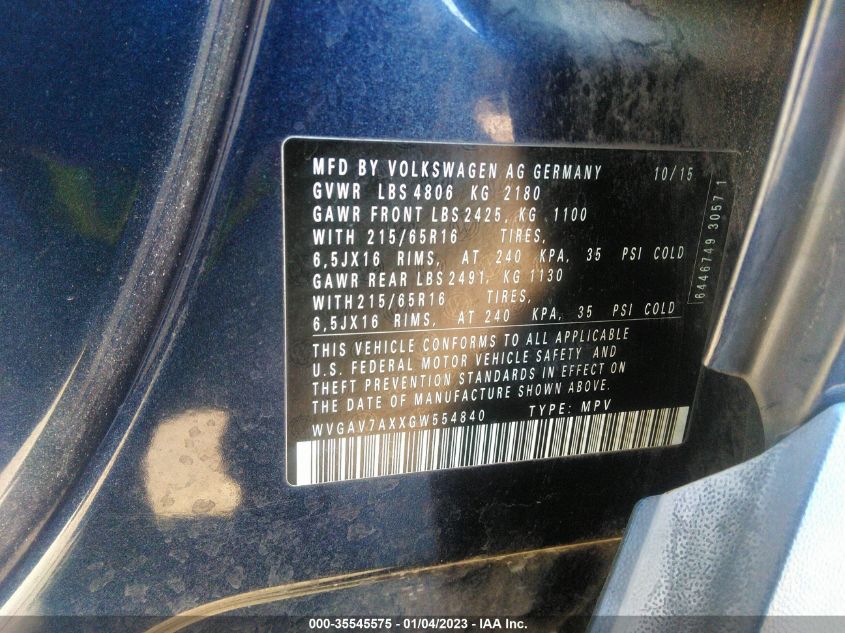 MFD BY VOLKSWAGEN AG GERMANY 10/15
GVWR LBS 4806 KG 2180
GAWR FRONT LBS 2425, KG 1100
WITH 215/65R16 TIRES,
6,5JX16 RIMS, AT 240 KPA, 35 PSI COLD
GAWR REAR LBS 2491, KG 1130
WITH 215/65R16 TIRES,
6,5JX16 RIMS, AT 240 KPA, 35 PSI COLD
THIS VEHICLE CONFORMS TO ALL APPLICABLE
U.S. FEDERAL MOTOR VEHICLE SAFETY AND
THEFT PREVENTION STANDARDS IN EFFECT ON
THE DATE OF MANUFACTURE SHOWN ABOVE.
WVGAV7AXXGW554840 TYPE: MPV
6446749 30571
000-35545575 - 01/04/2023 - IAA Inc.